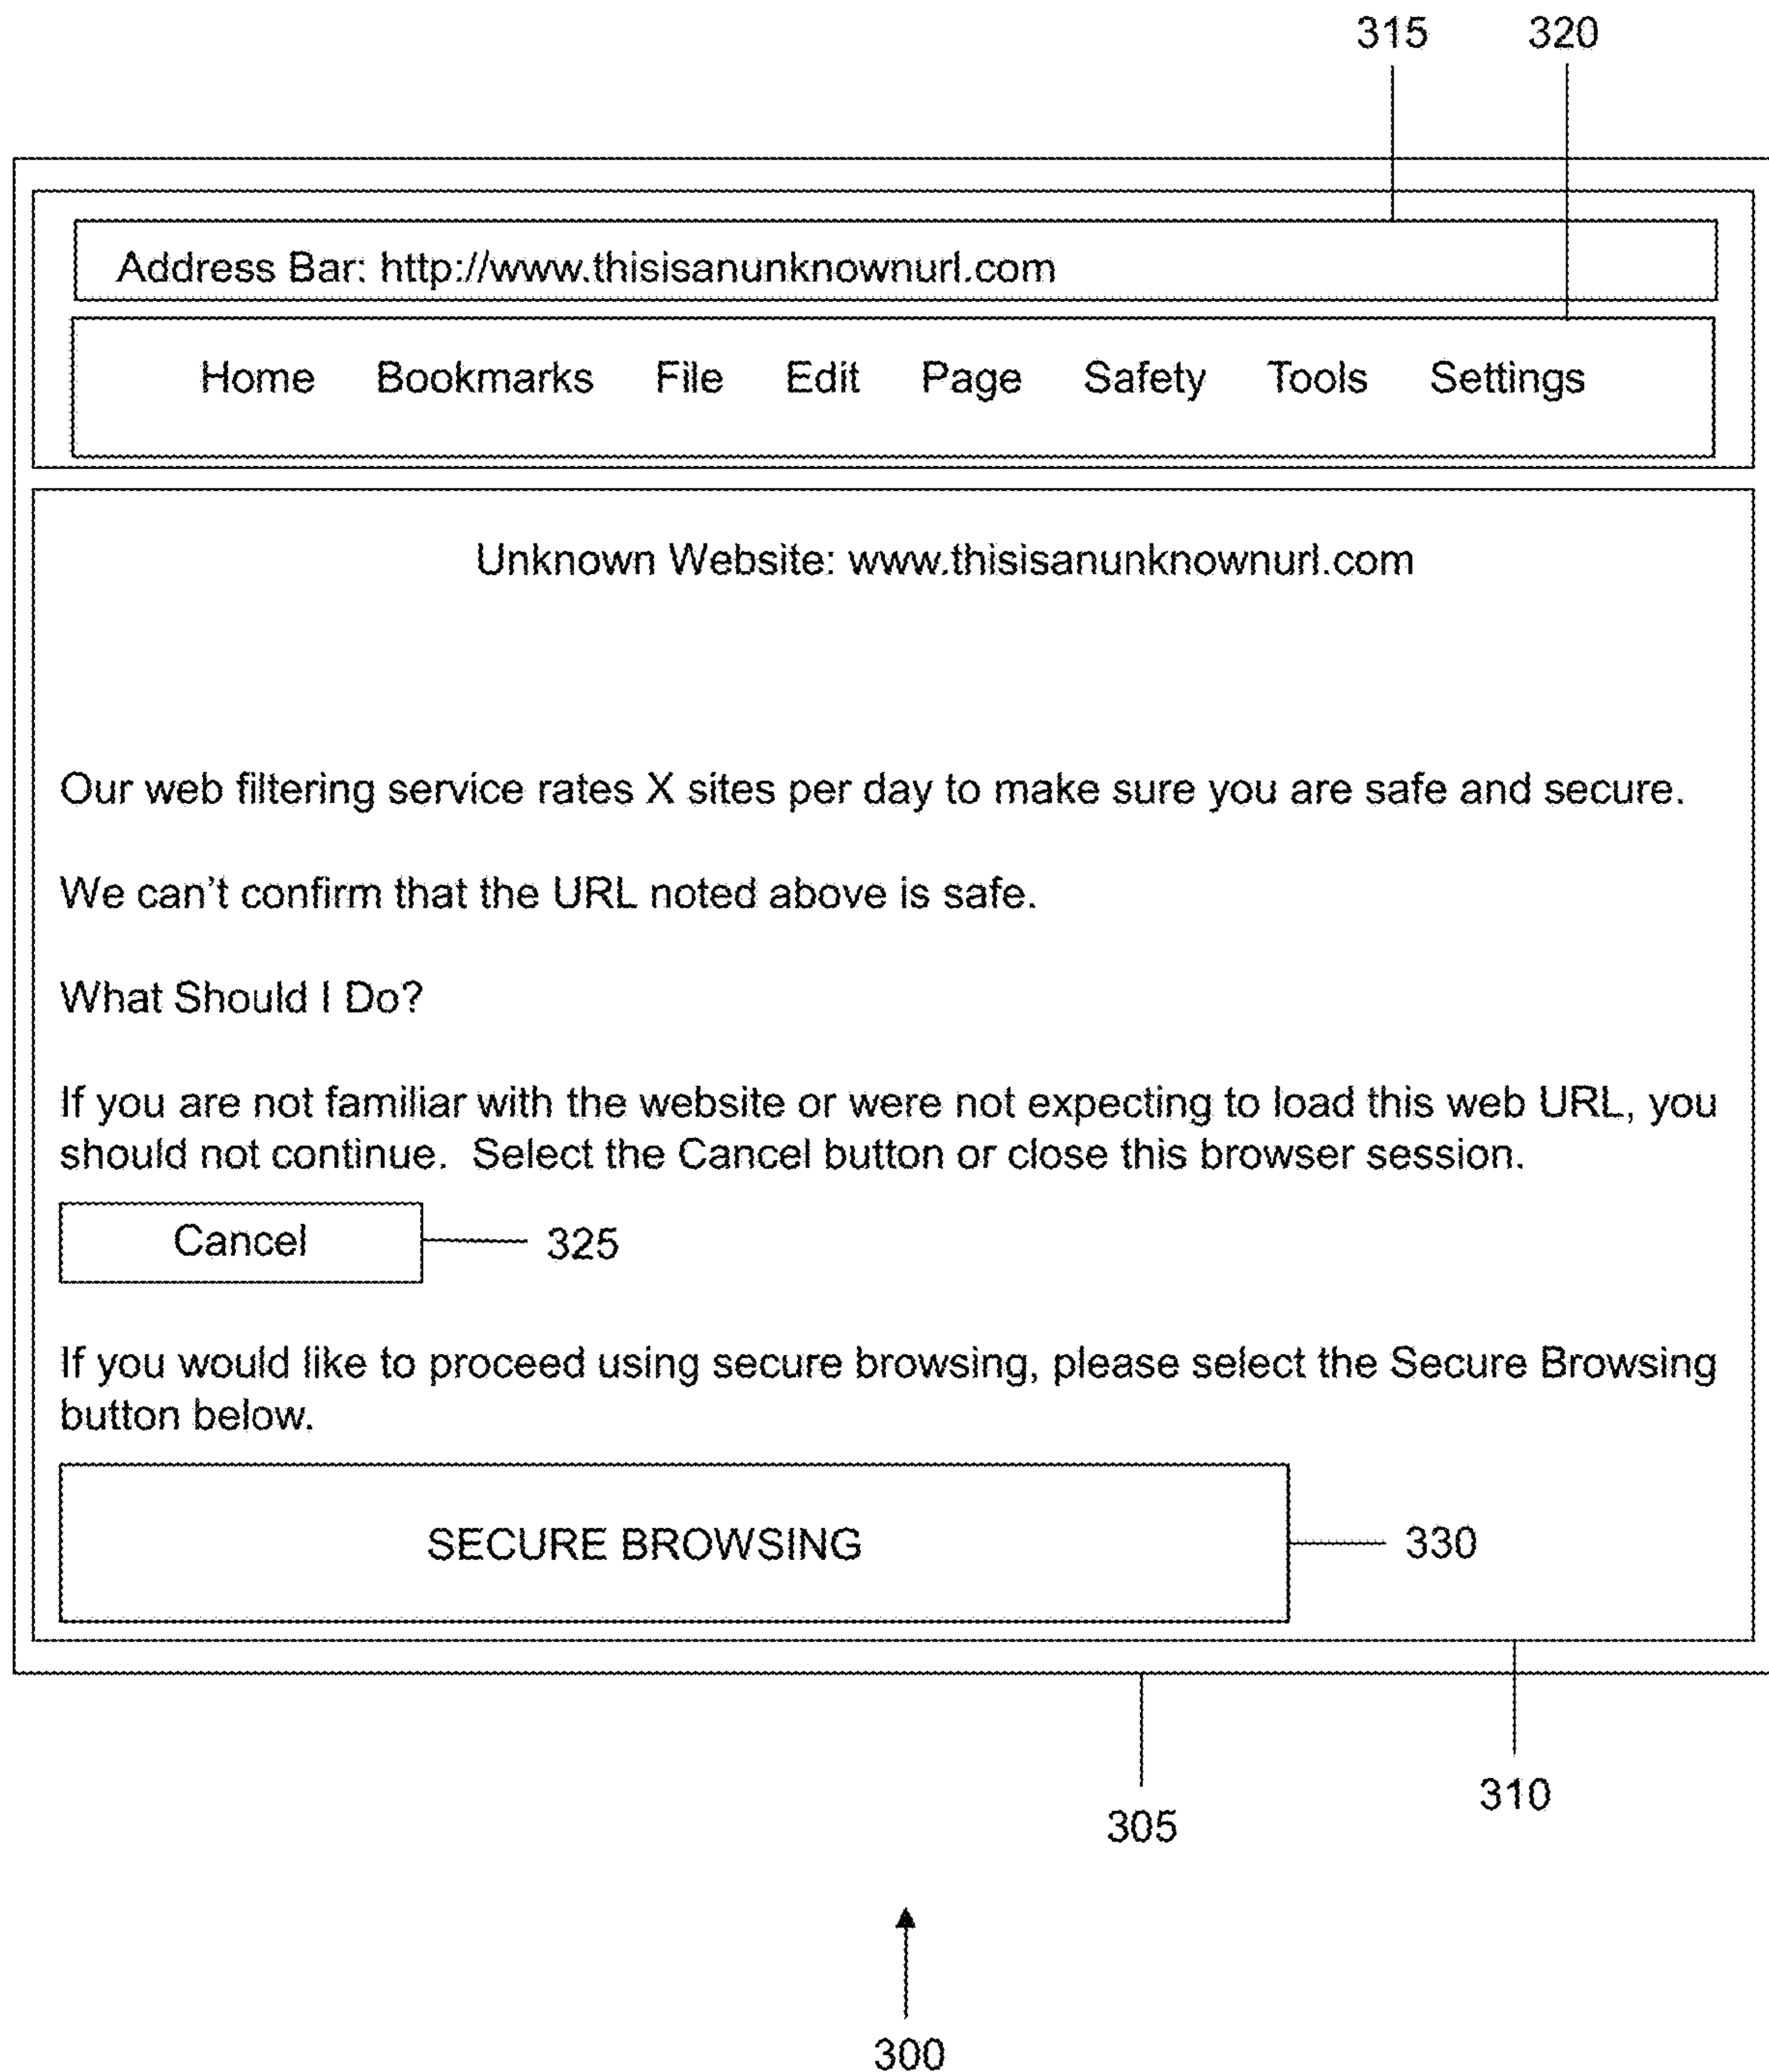 315 320
Address Bar: http://www.thisisanunknownurl.com
Home Bookmarks File Edit Page Safety Tools Settings
Unknown Website: www.thisisanunknownurl.com
Our web filtering service rates X sites per day to make sure you are safe and secure.
We can't confirm that the URL noted above is safe.
What Should I Do?
If you are not familiar with the website or were not expecting to load this web URL, you
should not continue. Select the Cancel button or close this browser session.
Cancel 325
If you would like to proceed using secure browsing, please select the Secure Browsing
button below.
SECURE BROWSING 330
310
305
300